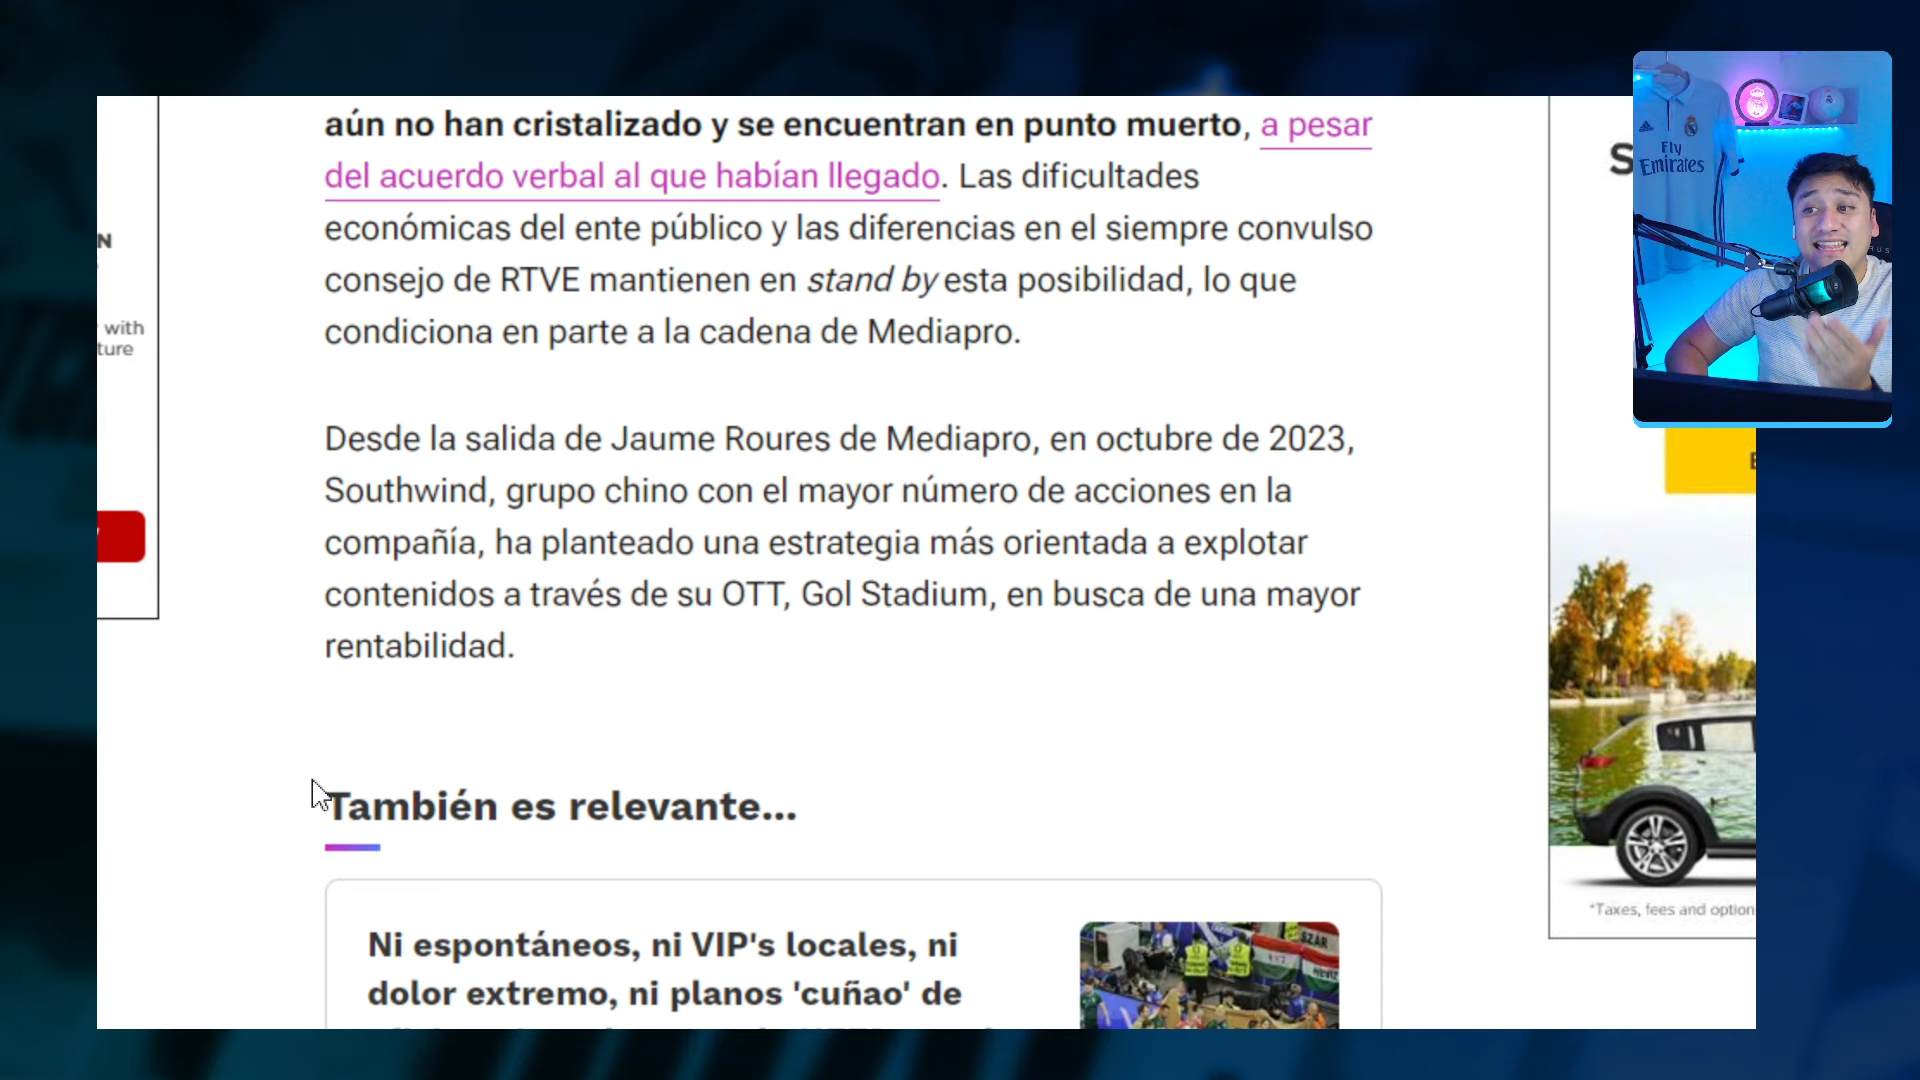 aún no han cristalizado y se encuentran en punto muerto, a pesar
del acuerdo verbal al que habían llegado. Las dificultades
económicas del ente público y las diferencias en el siempre convulso
consejo de RTVE mantienen en stand by esta posibilidad, lo que
condiciona en parte a la cadena de Mediapro.
Desde la salida de Jaume Roures de Mediapro, en octubre de 2023,
Southwind, grupo chino con el mayor número de acciones en la
compañía, ha planteado una estrategia más orientada a explotar
contenidos a través de su OTT, Gol Stadium, en busca de una mayor
rentabilidad.
También es relevante...
Ni espontáneos, ni VIP's locales, ni
dolor extremo, ni planos 'cuñao' de
N
with
ture
S
Fly
Emirates
*Taxes, fees and option
SZAR